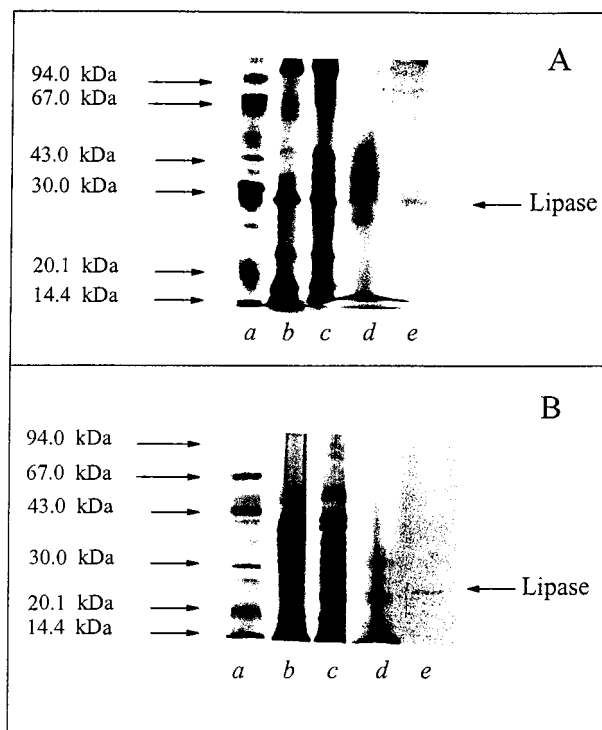 A
94.0 kDa
67.0 kDa
43.0 kDa
30.0 kDa
Lipase
20.1 kDa
14.4 kDa
a b c d e
B
94.0 kDa
67.0 kDa
43.0 kDa
30.0 kDa
Lipase
20.1 kDa
14.4 kDa
a b c d e